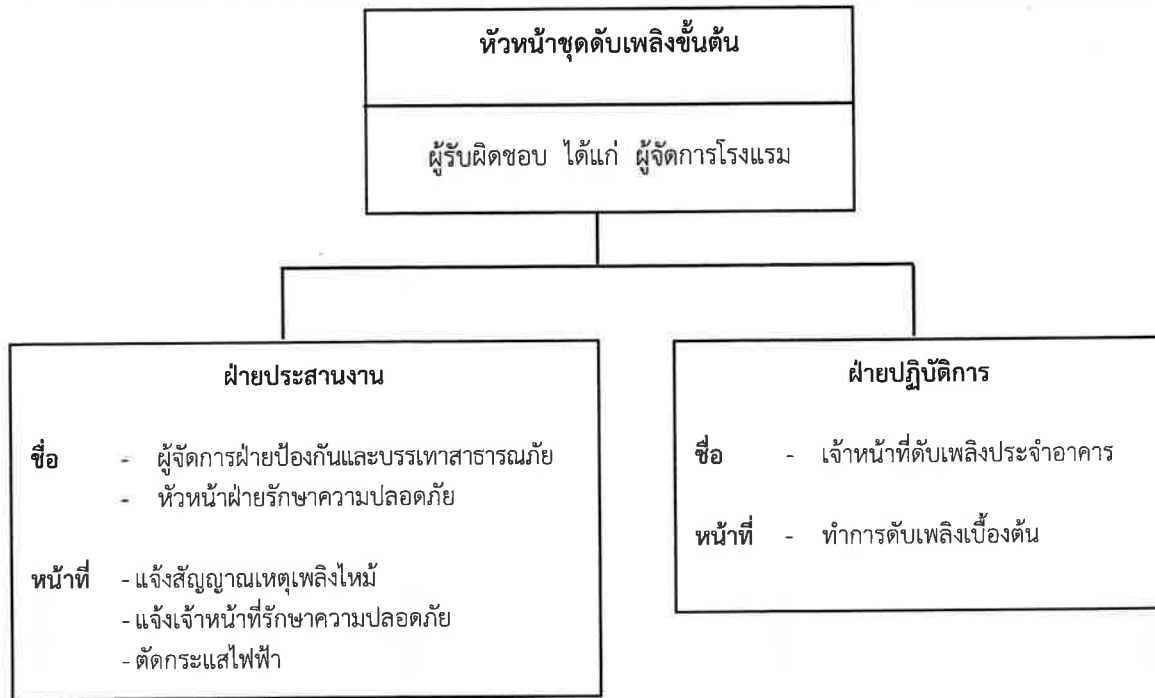 หัวหน้าชุดดับเพลิงขั้นต้น
ผู้รับผิดชอบ ได้แก่ ผู้จัดการโรงแรม
ฝ่ายประสานงาน
ชื่อ - ผู้จัดการฝ่ายป้องกันและบรรเทาสาธารณภัย
- หัวหน้าฝ่ายรักษาความปลอดภัย
หน้าที่ - แจ้งสัญญาณเหตุเพลิงไหม้
- แจ้งเจ้าหน้าที่รักษาความปลอดภัย
- ตัดกระแสไฟฟ้า
ฝ่ายปฏิบัติการ
ชื่อ - เจ้าหน้าที่ดับเพลิงประจำอาคาร
หน้าที่ - ทำการดับเพลิงเบื้องต้น